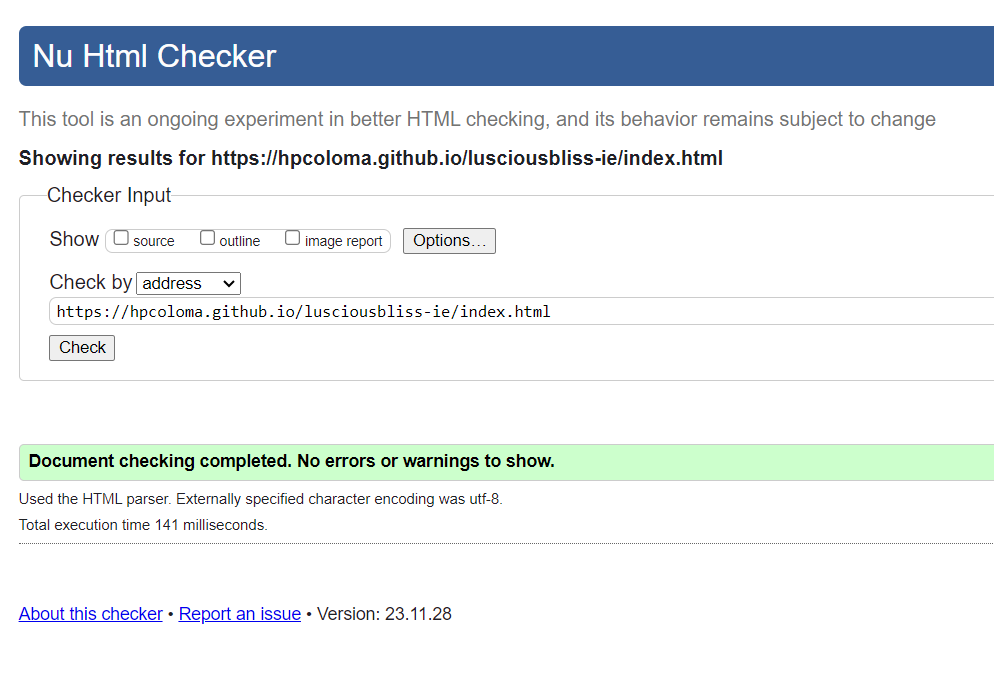 Nu Html Checker
This tool is an ongoing experiment in better HTML checking, and its behavior remains subject to change
Showing results for https://hpcoloma.github.io/lusciousbliss-ie/index.html
Checker Input
Show source outline image report Options...
Check by address
https://hpcoloma.github.io/lusciousbliss-ie/index.html
Check
Document checking completed. No errors or warnings to show.
Used the HTML parser. Externally specified character encoding was utf-8.
Total execution time 141 milliseconds.
About this checker • Report an issue • Version: 23.11.28